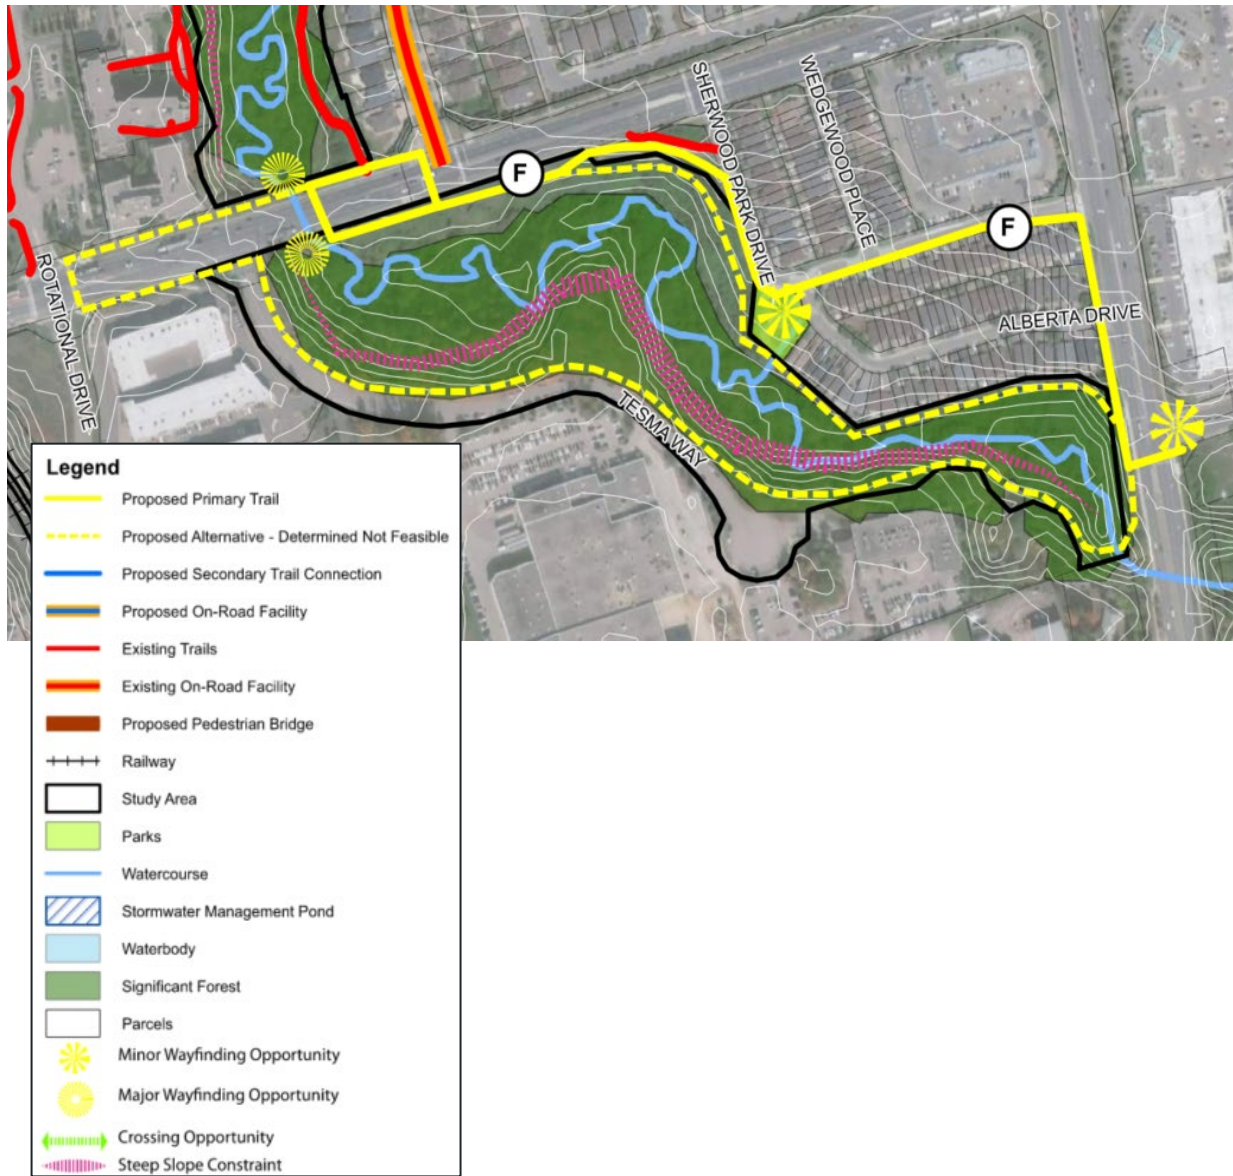 SHERWOOD PARK DRIVE
WEDGEWOOD PLACE
F
F
ROTATIONAL DRIVE
ALBERTA DRIVE
TESMA WAY
Legend
Proposed Primary Trail
Proposed Alternative - Determined Not Feasible
Proposed Secondary Trail Connection
Proposed On-Road Facility
Existing Trails
Existing On-Road Facility
Proposed Pedestrian Bridge
Railway
Study Area
Parks
Watercourse
Stormwater Management Pond
Waterbody
Significant Forest
Parcels
Minor Wayfinding Opportunity
Major Wayfinding Opportunity
Crossing Opportunity
Steep Slope Constraint